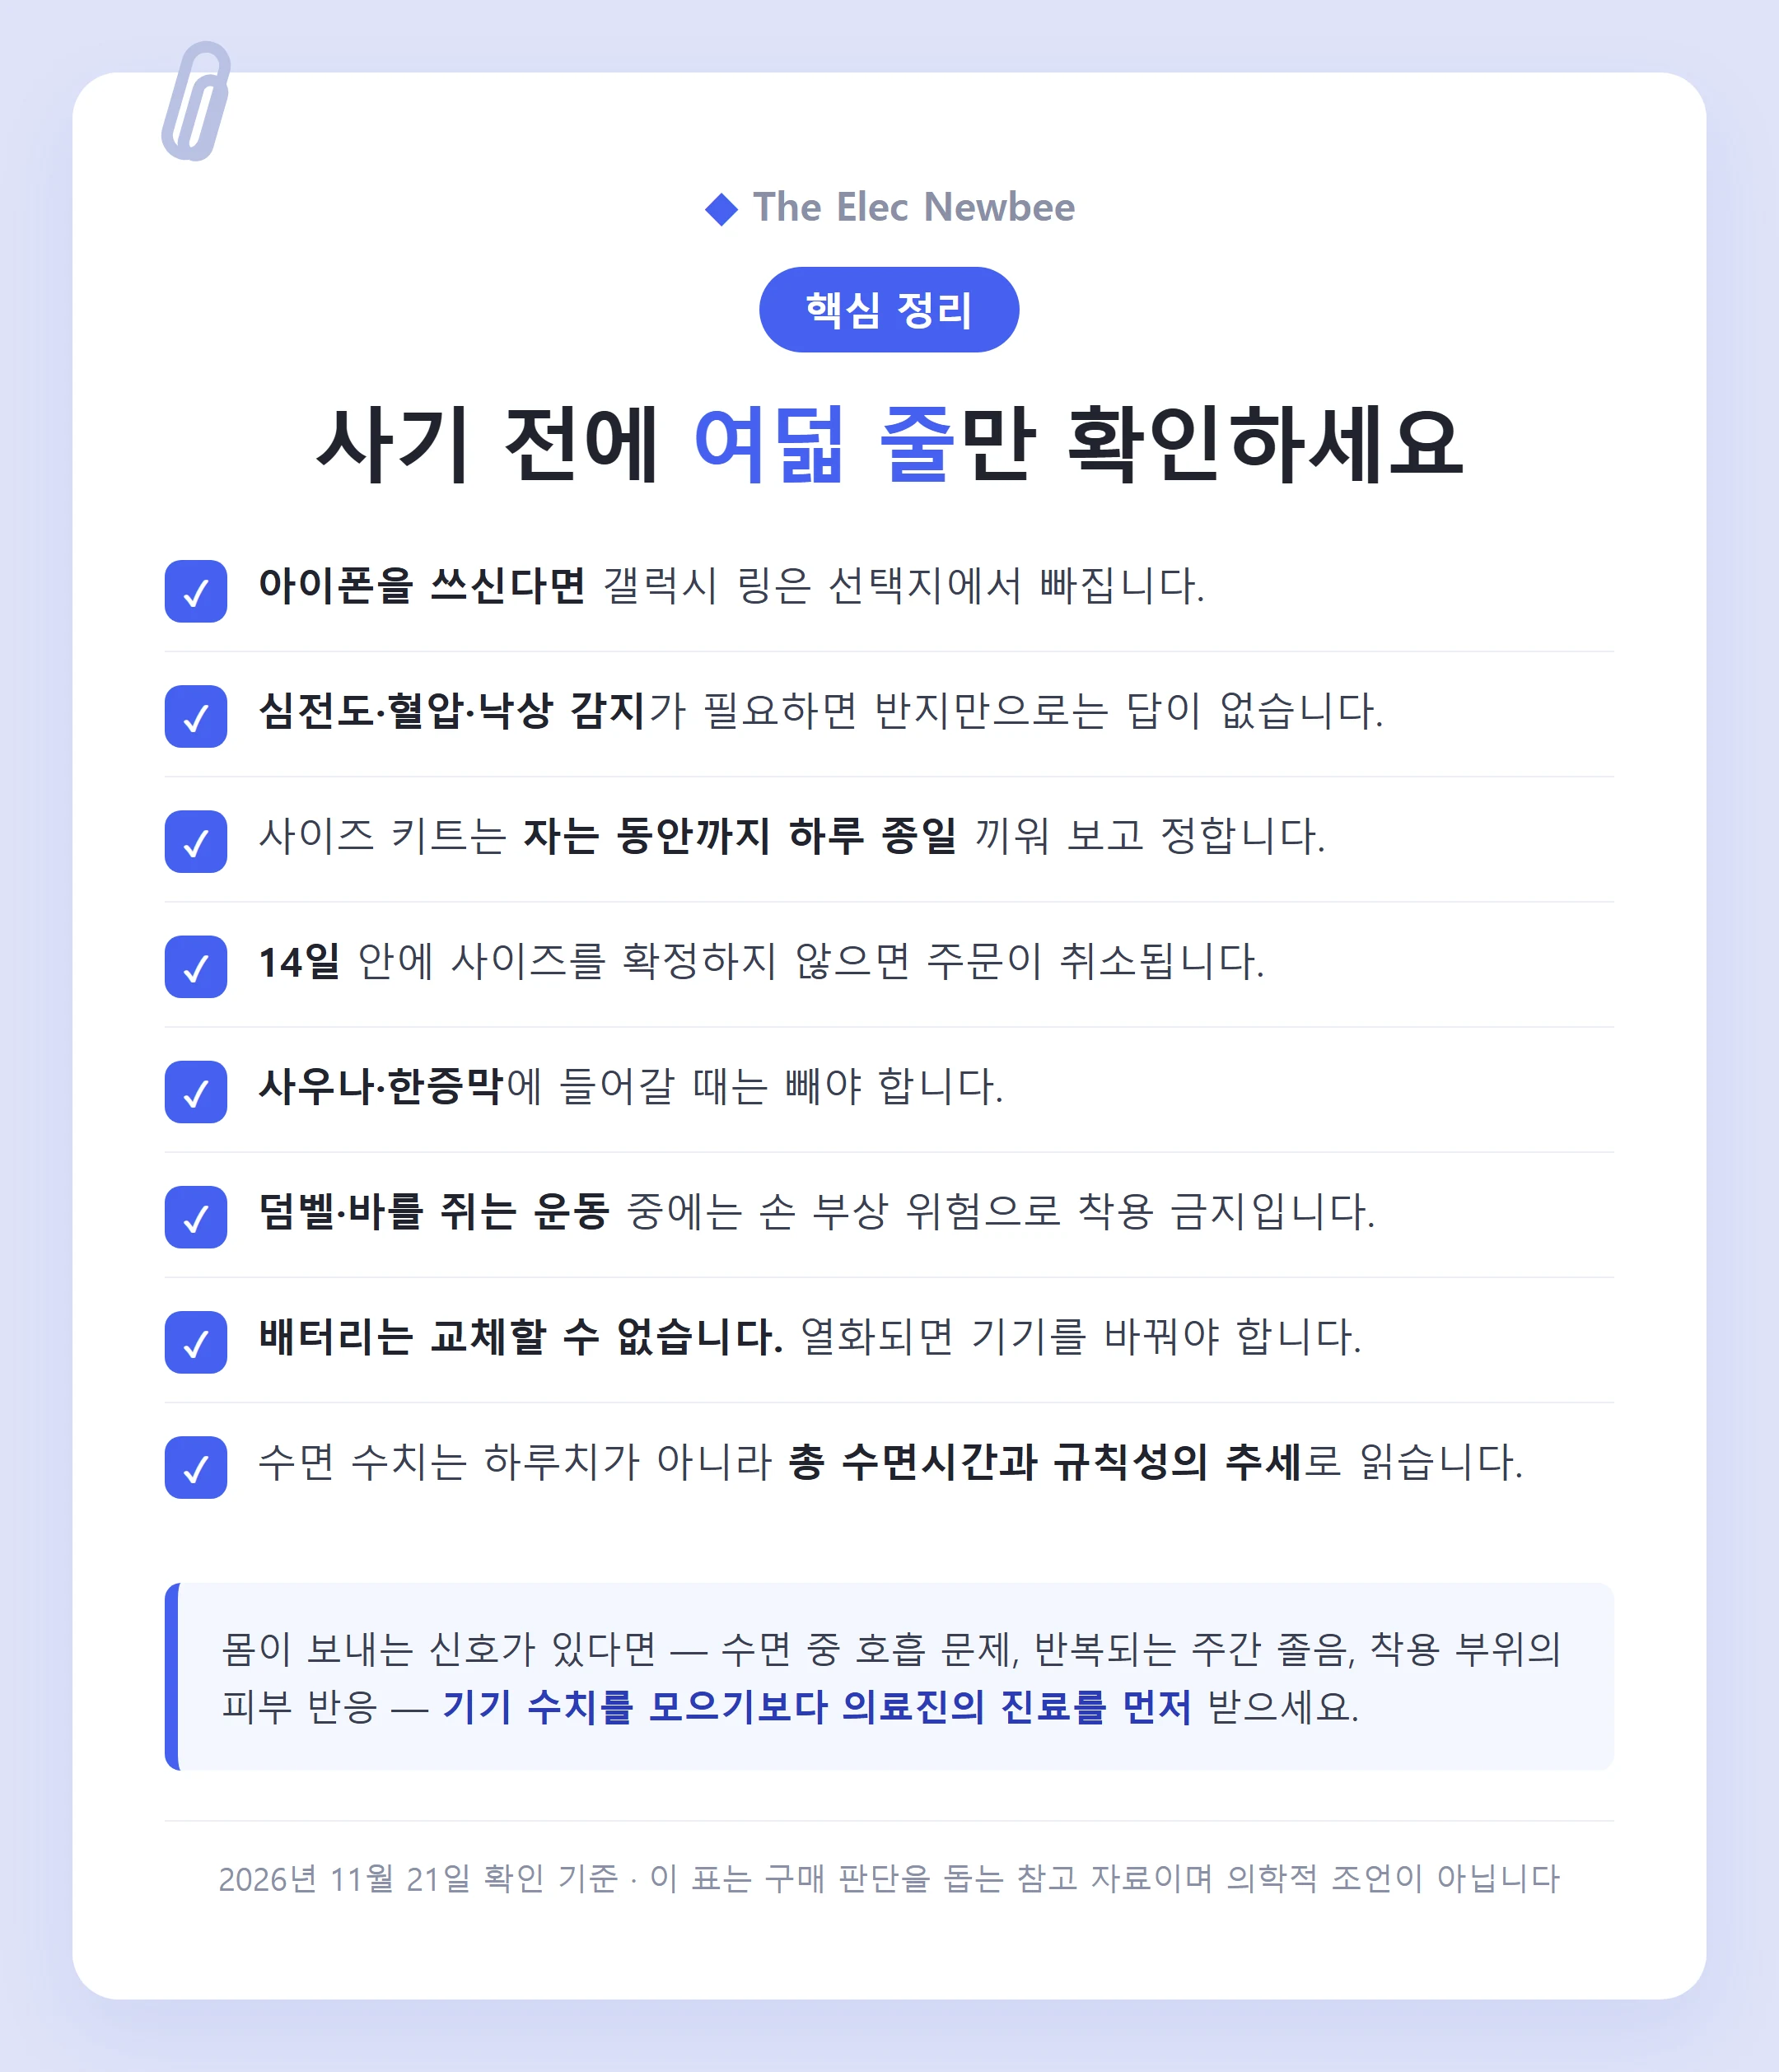 The Elec Newbee
핵심 정리
사기 전에 여덟 줄만 확인하세요
아이폰을 쓰신다면 갤럭시 링은 선택지에서 빠집니다.
심전도·혈압·낙상 감지가 필요하면 반지만으로는 답이 없습니다.
사이즈 키트는 자는 동안까지 하루 종일 끼워 보고 정합니다.
14일 안에 사이즈를 확정하지 않으면 주문이 취소됩니다.
사우나·한증막에 들어갈 때는 빼야 합니다.
덤벨·바를 쥐는 운동 중에는 손 부상 위험으로 착용 금지입니다.
배터리는 교체할 수 없습니다. 열화되면 기기를 바꿔야 합니다.
수면 수치는 하루치가 아니라 총 수면시간과 규칙성의 추세로 읽습니다.
몸이 보내는 신호가 있다면 — 수면 중 호흡 문제, 반복되는 주간 졸음, 착용 부위의
피부 반응 — 기기 수치를 모으기보다 의료진의 진료를 먼저 받으세요.
2026년 11월 21일 확인 기준 · 이 표는 구매 판단을 돕는 참고 자료이며 의학적 조언이 아닙니다